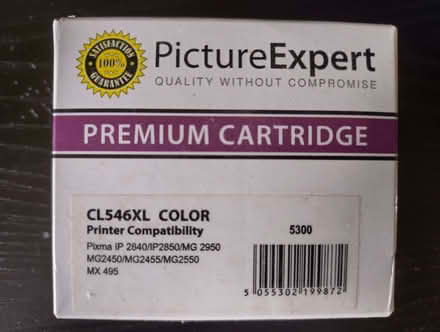 SATISFACTION
100%
GUARANTEE
PictureExpert
QUALITY WITHOUT COMPROMISE
PREMIUM CARTRIDGE
CL546XL COLOR
Printer Compatibility
5300
Pixma IP 2840/IP2850/MG 2950
MG2450/MG2455/MG2550
MX 495
5 055302 199872